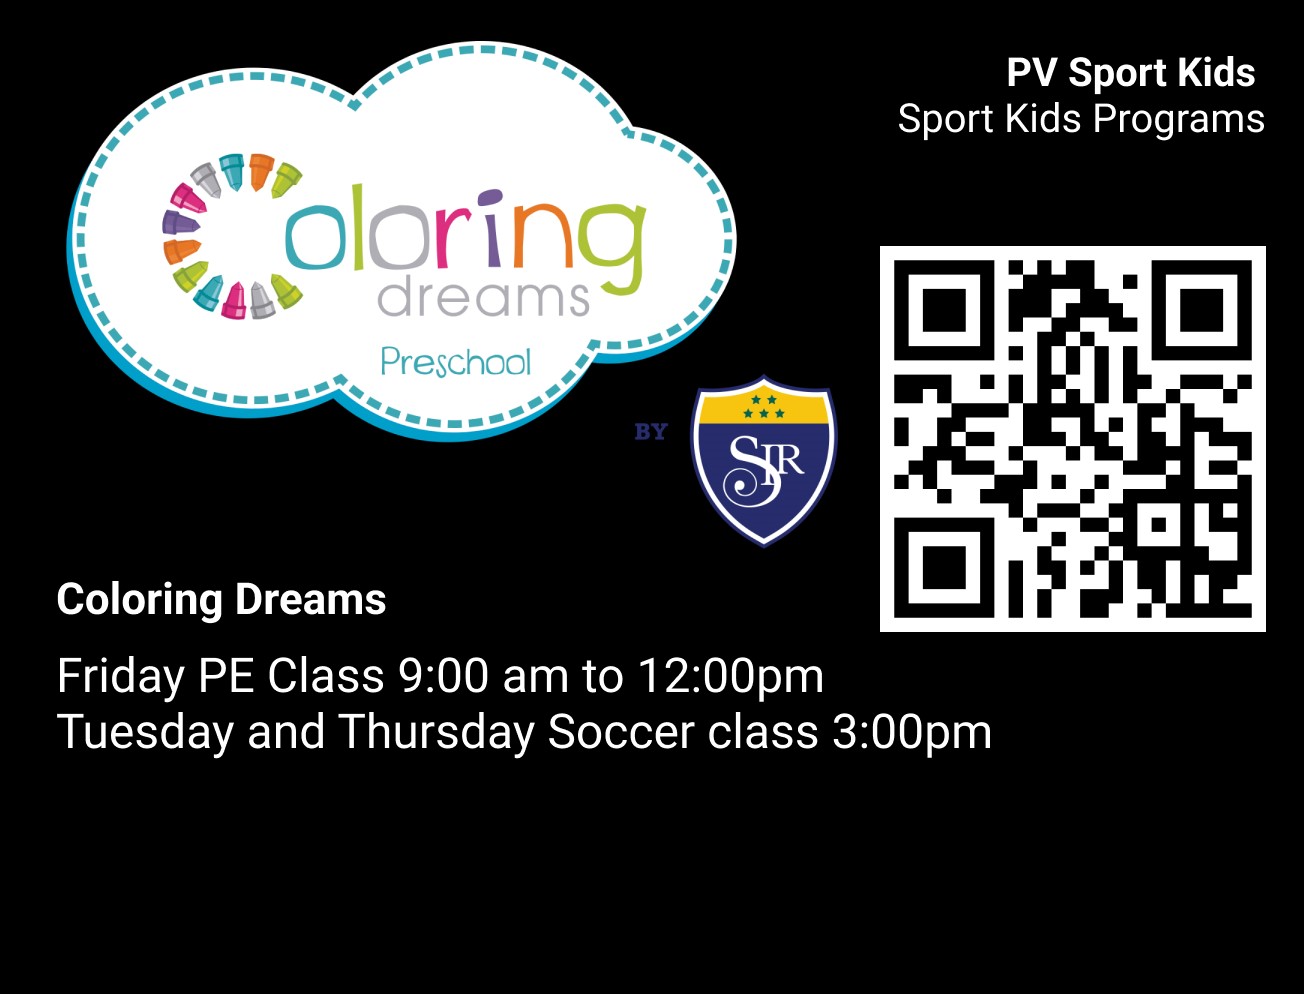 PV Sport Kids
Sport Kids Programs
Coloring
dreams
Preschool
BY
SJR
Coloring Dreams
Friday PE Class 9:00 am to 12:00pm
Tuesday and Thursday Soccer class 3:00pm